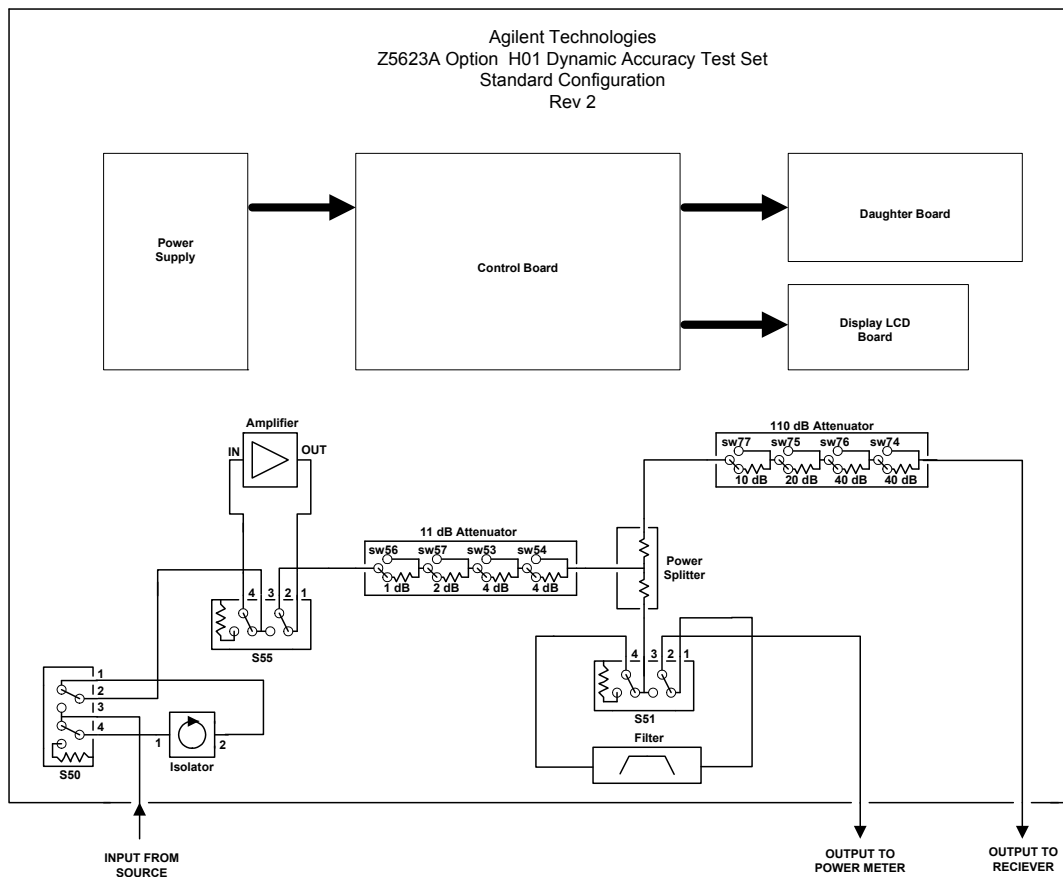 Agilent Technologies
Z5623A Option H01 Dynamic Accuracy Test Set
Standard Configuration
Rev 2
Power
Supply
Control Board
Daughter Board
Display LCD
Board
Amplifier
IN
OUT
110 dB Attenuator
sw77 sw75 sw76 sw74
10 dB 20 dB 40 dB 40 dB
11 dB Attenuator
sw56 sw57 sw53 sw54
1 dB 2 dB 4 dB 4 dB
Power
Splitter
4 3 2 1
S55
4 3 2 1
S51
Filter
1
2
3
4
S50
1
2
Isolator
INPUT FROM
SOURCE
OUTPUT TO
POWER METER
OUTPUT TO
RECIEVER